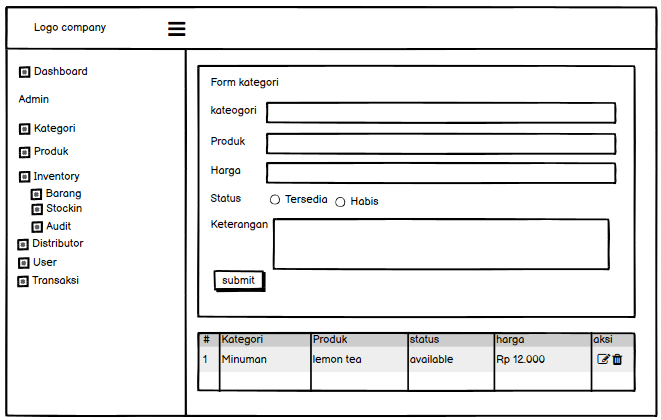 Logo company
Dashboard
Admin
Kategori
Produk
Inventory
Barang
Stockin
Audit
Distributor
User
Transaksi
Form kategori
kateogori
Produk
Harga
Status Tersedia Habis
Keterangan
submit
# Kategori Produk status harga aksi
1 Minuman lemon tea available Rp 12.000